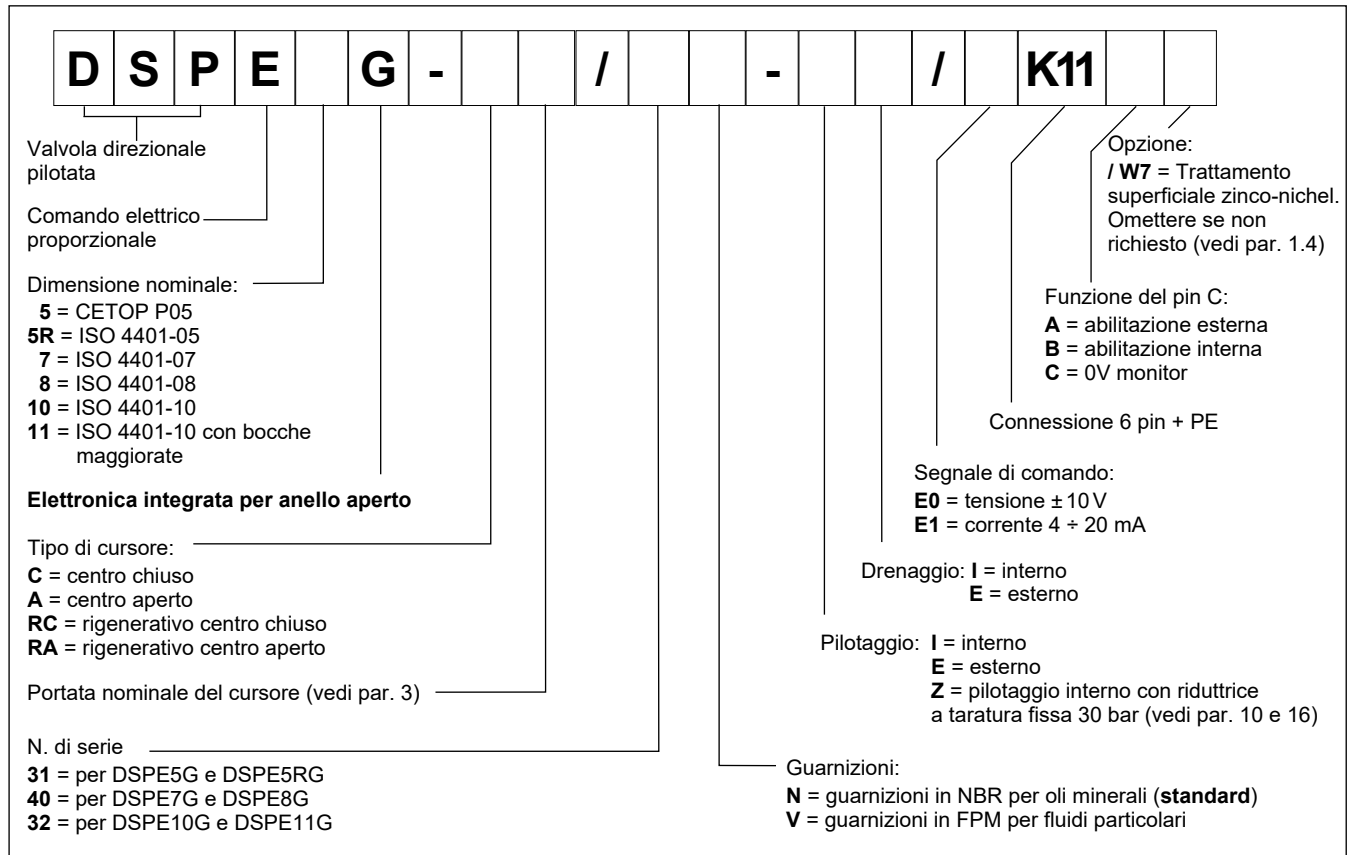 D S P E G - / - / K11
Valvola direzionale
pilotata
Comando elettrico
proporzionale
Dimensione nominale:
5 = CETOP P05
5R = ISO 4401-05
7 = ISO 4401-07
8 = ISO 4401-08
10 = ISO 4401-10
11 = ISO 4401-10 con bocche
maggiorate
Elettronica integrata per anello aperto
Tipo di cursore:
C = centro chiuso
A = centro aperto
RC = rigenerativo centro chiuso
RA = rigenerativo centro aperto
Portata nominale del cursore (vedi par. 3)
N. di serie
31 = per DSPE5G e DSPE5RG
40 = per DSPE7G e DSPE8G
32 = per DSPE10G e DSPE11G
Opzione:
/ W7 = Trattamento
superficiale zinco-nichel.
Omettere se non
richiesto (vedi par. 1.4)
Funzione del pin C:
A = abilitazione esterna
B = abilitazione interna
C = 0V monitor
Connessione 6 pin + PE
Segnale di comando:
E0 = tensione ±10 V
E1 = corrente 4 ÷ 20 mA
Drenaggio: I = interno
E = esterno
Pilotaggio: I = interno
E = esterno
Z = pilotaggio interno con riduttrice
a taratura fissa 30 bar (vedi par. 10 e 16)
Guarnizioni:
N = guarnizioni in NBR per oli minerali (standard)
V = guarnizioni in FPM per fluidi particolari